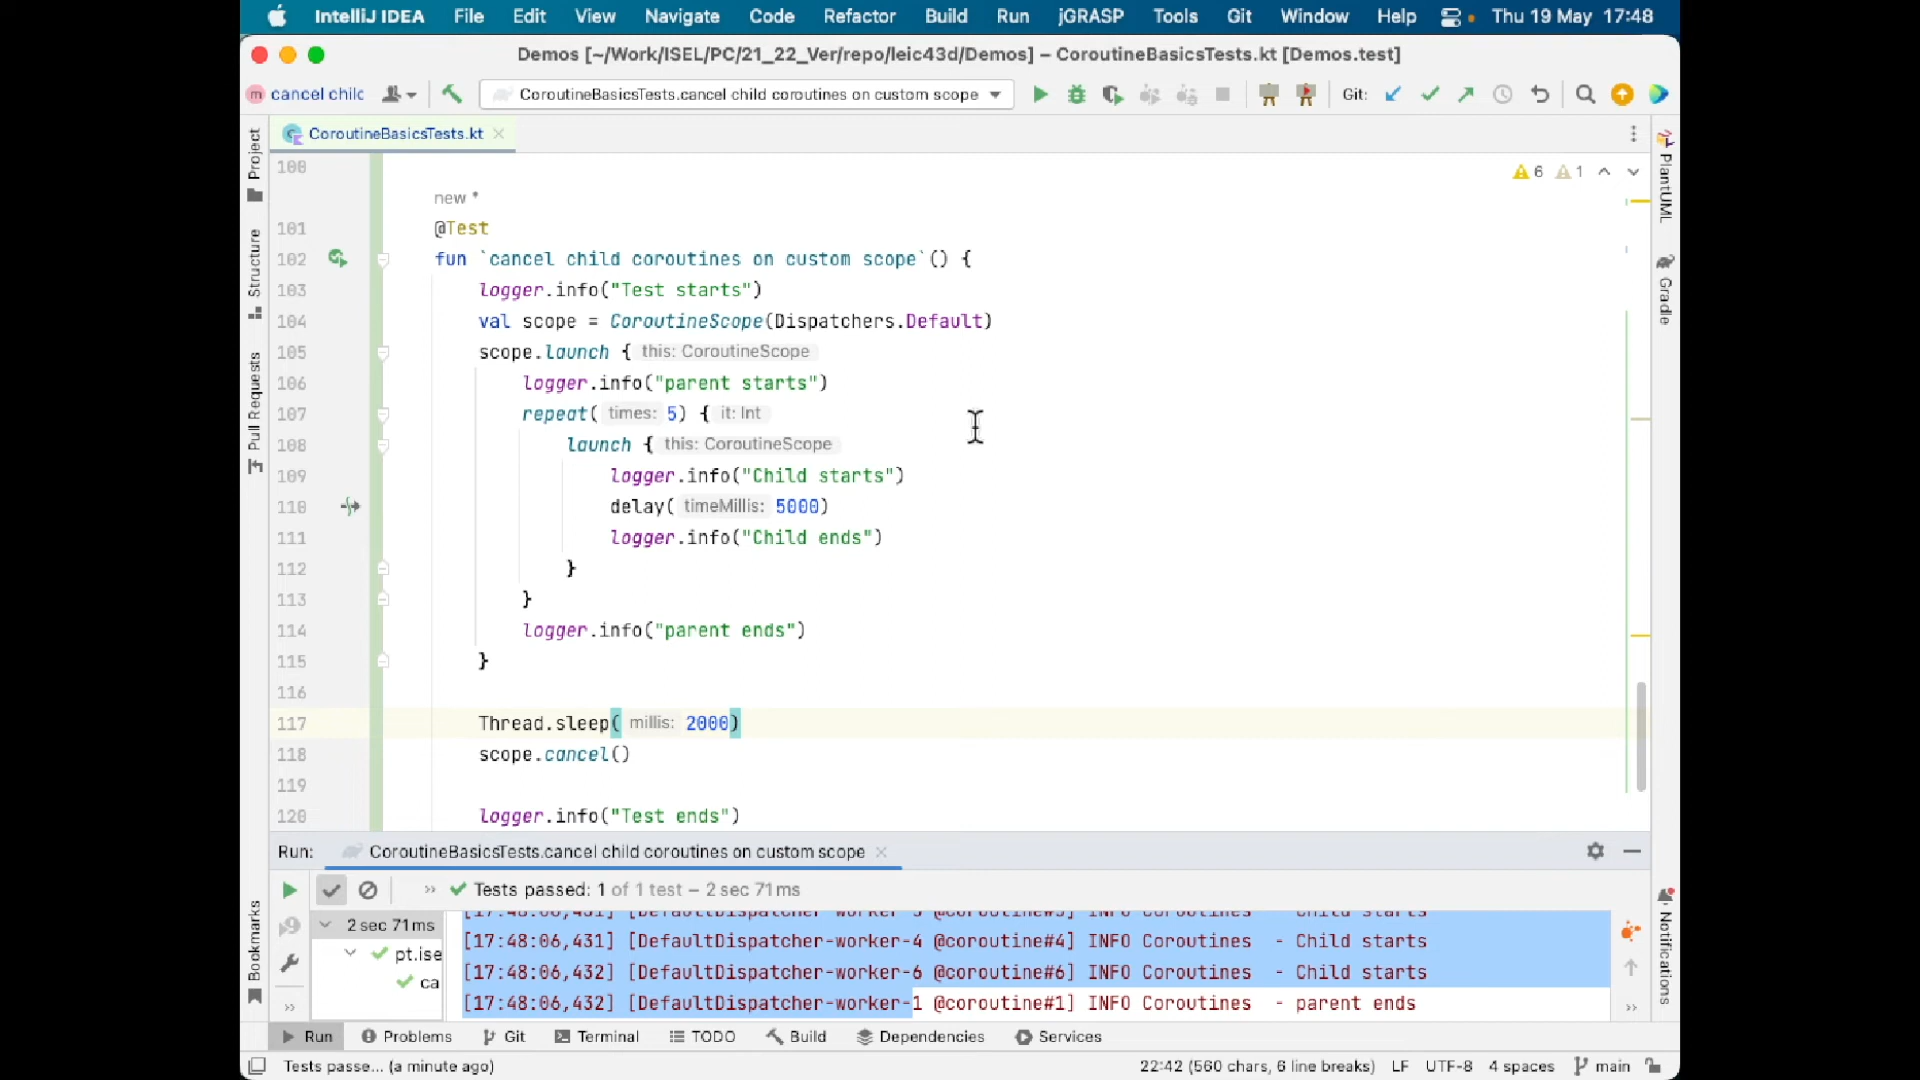 IntelliJ IDEA File Edit View Navigate Code Refactor Build Run jGRASP Tools Git Window Help Thu 19 May 17:48
Demos [~/Work/ISEL/PC/21_22_Ver/repo/leic43d/Demos] – CoroutineBasicsTests.kt [Demos.test]
m cancel chilc CoroutineBasicsTests.cancel child coroutines on custom scope Git:
Project
Structure
Pull Requests
Bookmarks
CoroutineBasicsTests.kt
100 6 1
new *
101 @Test
102 fun `cancel child coroutines on custom scope`() {
103 logger.info("Test starts")
104 val scope = CoroutineScope(Dispatchers.Default)
105 scope.launch { this: CoroutineScope
106 logger.info("parent starts")
107 repeat( times: 5) { it: Int
108 launch { this: CoroutineScope
109 logger.info("Child starts")
110 delay( timeMillis: 5000)
111 logger.info("Child ends")
112 }
113 }
114 logger.info("parent ends")
115 }
116
117 Thread.sleep( millis: 2000)
118 scope.cancel()
119
120 logger.info("Test ends")
PlantUML
Gradle
Notifications
Run: CoroutineBasicsTests.cancel child coroutines on custom scope
Tests passed: 1 of 1 test – 2 sec 71 ms
2 sec 71 ms
pt.ise
ca
[17:48:06,431] [DefaultDispatcher-worker-4 @coroutine#4] INFO Coroutines - Child starts
[17:48:06,432] [DefaultDispatcher-worker-6 @coroutine#6] INFO Coroutines - Child starts
[17:48:06,432] [DefaultDispatcher-worker-1 @coroutine#1] INFO Coroutines - parent ends
Run Problems Git Terminal TODO Build Dependencies Services
Tests passe... (a minute ago) 22:42 (560 chars, 6 line breaks) LF UTF-8 4 spaces main